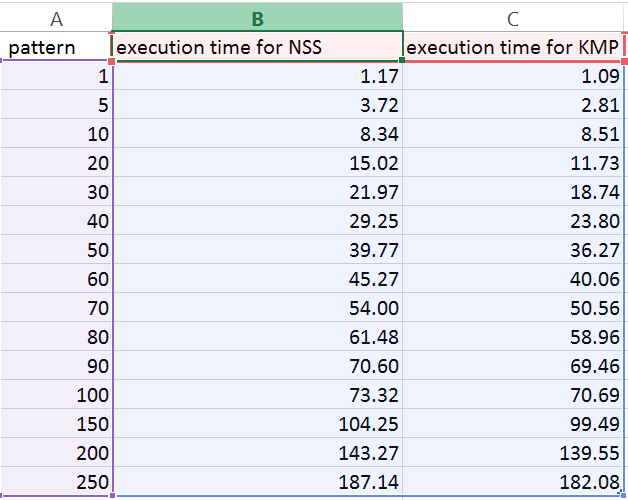 A B C
pattern execution time for NSS execution time for KMP
1 1.17 1.09
5 3.72 2.81
10 8.34 8.51
20 15.02 11.73
30 21.97 18.74
40 29.25 23.80
50 39.77 36.27
60 45.27 40.06
70 54.00 50.56
80 61.48 58.96
90 70.60 69.46
100 73.32 70.69
150 104.25 99.49
200 143.27 139.55
250 187.14 182.08